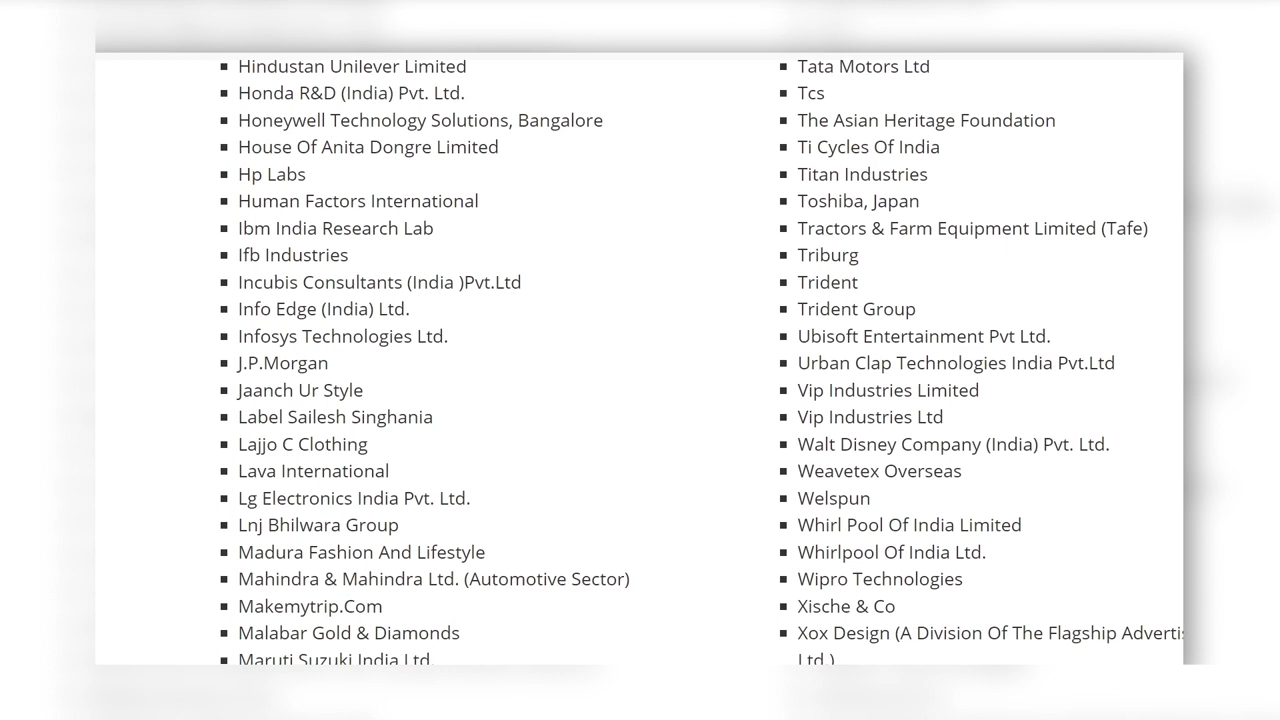 Hindustan Unilever Limited
Honda R&D (India) Pvt. Ltd.
Honeywell Technology Solutions, Bangalore
House Of Anita Dongre Limited
Hp Labs
Human Factors International
Ibm India Research Lab
Ifb Industries
Incubis Consultants (India )Pvt.Ltd
Info Edge (India) Ltd.
Infosys Technologies Ltd.
J.P.Morgan
Jaanch Ur Style
Label Sailesh Singhania
Lajjo C Clothing
Lava International
Lg Electronics India Pvt. Ltd.
Lnj Bhilwara Group
Madura Fashion And Lifestyle
Mahindra & Mahindra Ltd. (Automotive Sector)
Makemytrip.Com
Malabar Gold & Diamonds
Maruti Suzuki India Ltd.
Tata Motors Ltd
Tcs
The Asian Heritage Foundation
Ti Cycles Of India
Titan Industries
Toshiba, Japan
Tractors & Farm Equipment Limited (Tafe)
Triburg
Trident
Trident Group
Ubisoft Entertainment Pvt Ltd.
Urban Clap Technologies India Pvt.Ltd
Vip Industries Limited
Vip Industries Ltd
Walt Disney Company (India) Pvt. Ltd.
Weavetex Overseas
Welspun
Whirl Pool Of India Limited
Whirlpool Of India Ltd.
Wipro Technologies
Xische & Co
Xox Design (A Division Of The Flagship
Ltd.)